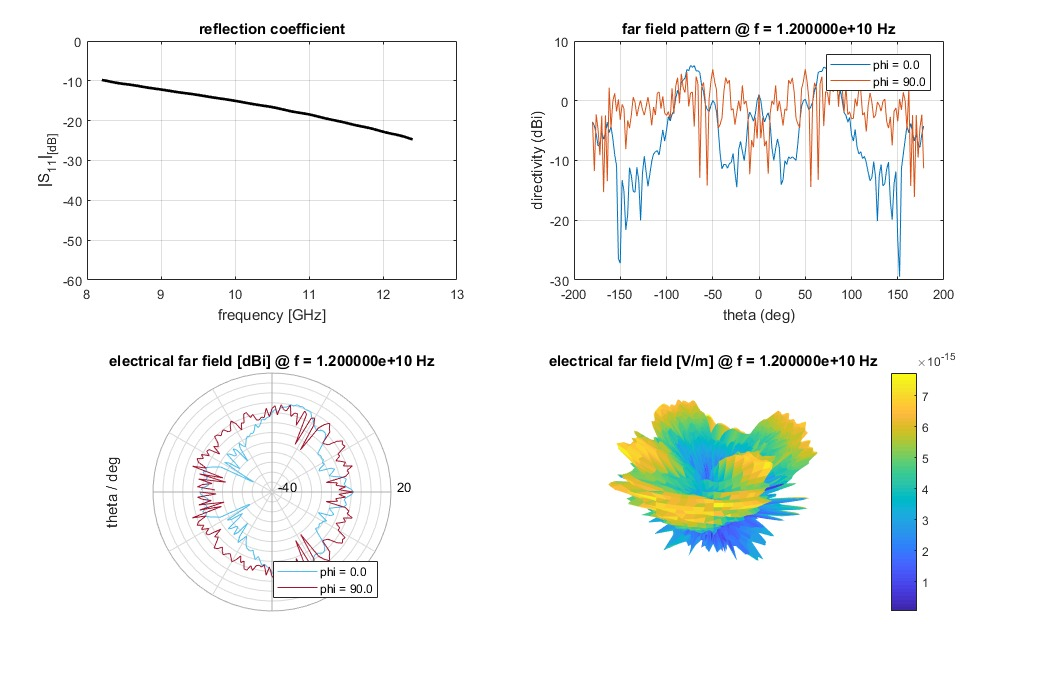 reflection coefficient
0
-10
-20
-30
-40
-50
-60
|S_11|_[dB]
8
9
10
11
12
13
frequency [GHz]
far field pattern @ f = 1.200000e+10 Hz
10
0
-10
-20
-30
directivity (dBi)
phi = 0.0
phi = 90.0
-200
-150
-100
-50
0
50
100
150
200
theta (deg)
electrical far field [dBi] @ f = 1.200000e+10 Hz
theta / deg
-40
20
phi = 0.0
phi = 90.0
electrical far field [V/m] @ f = 1.200000e+10 Hz
×10^-15
7
6
5
4
3
2
1